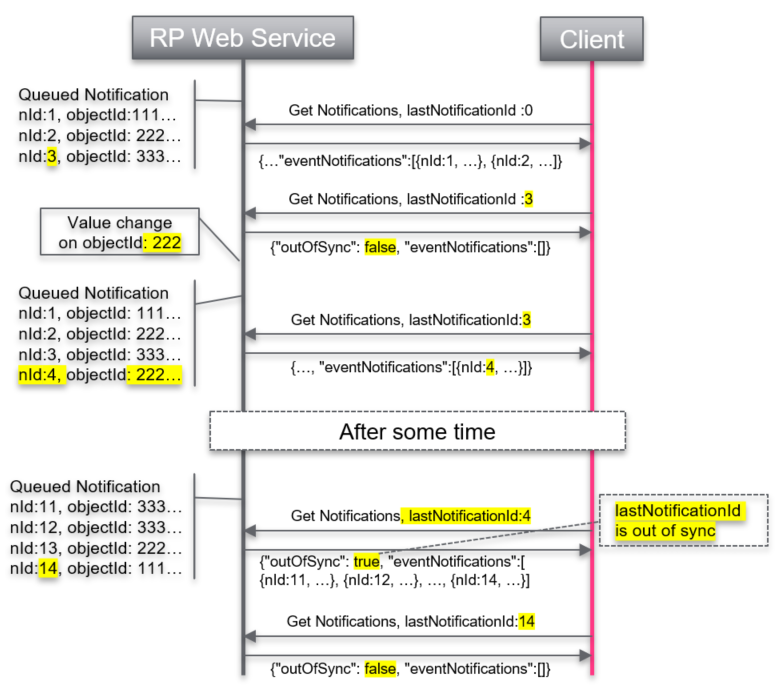 RP Web Service
Client
Queued Notification
nId:1, objectId:111…
nId:2, objectId: 222…
nId:3, objectId: 333…
Get Notifications, lastNotificationId :0
{…"eventNotifications":[{nId:1, …}, {nId:2, …]}
Get Notifications, lastNotificationId :3
Value change
on objectId: 222
{"outOfSync": false, "eventNotifications":[]}
Queued Notification
nId:1, objectId: 111…
nId:2, objectId: 222…
nId:3, objectId: 333…
nId:4, objectId: 222…
Get Notifications, lastNotificationId:3
{…, "eventNotifications":[{nId:4, …}]}
After some time
Queued Notification
nId:11, objectId: 333…
nId:12, objectId: 333…
nId:13, objectId: 222…
nId:14, objectId: 111…
Get Notifications, lastNotificationId:4
lastNotificationId
is out of sync
{"outOfSync": true, "eventNotifications":[
{nId:11, …}, {nId:12, …}, …, {nId:14, …}]
Get Notifications, lastNotificationId:14
{"outOfSync": false, "eventNotifications":[]}